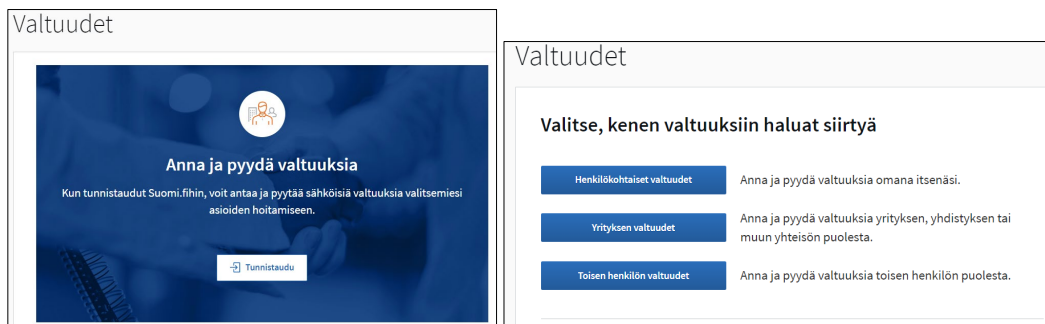 Valtuudet
Anna ja pyydä valtuuksia
Kun tunnistaudut Suomi.fihin, voit antaa ja pyytää sähköisiä valtuuksia valitsemiesi
asioiden hoitamiseen.
Tunnistaudu
Valtuudet
Valitse, kenen valtuuksiin haluat siirtyä
Henkilökohtaiset valtuudet
Anna ja pyydä valtuuksia omana itsenäsi.
Yrityksen valtuudet
Anna ja pyydä valtuuksia yrityksen, yhdistyksen tai
muun yhteisön puolesta.
Toisen henkilön valtuudet
Anna ja pyydä valtuuksia toisen henkilön puolesta.